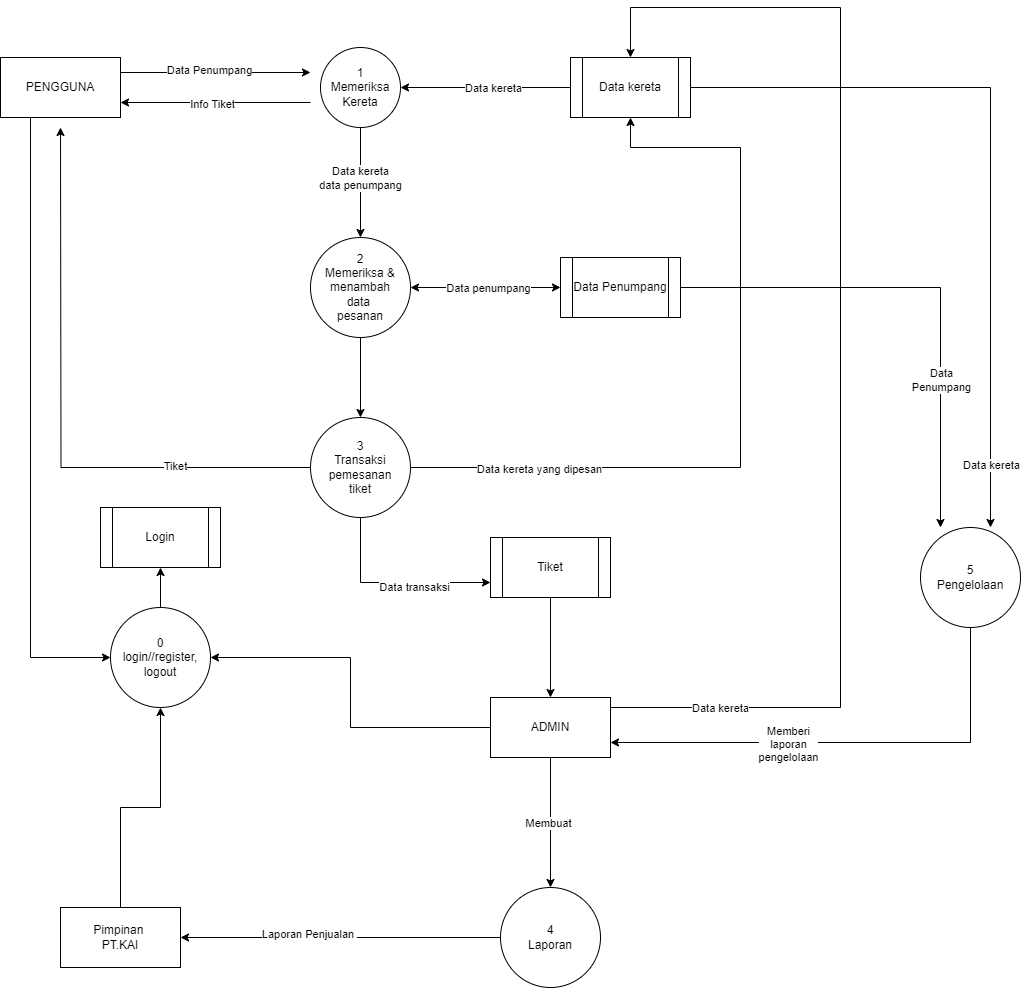 PENGGUNA
Data Penumpang
Info Tiket
1
Memeriksa
Kereta
Data kereta
Data kereta
Data kereta
data penumpang
2
Memeriksa &
menambah
data
pesanan
Data penumpang
Data Penumpang
Data
Penumpang
Data kereta
3
Transaksi
pemesanan
tiket
Tiket
Data kereta yang dipesan
Login
Tiket
Data transaksi
5
Pengelolaan
0
login//register,
logout
ADMIN
Data kereta
Memberi
laporan
pengelolaan
Membuat
Pimpinan
PT.KAI
Laporan Penjualan
4
Laporan